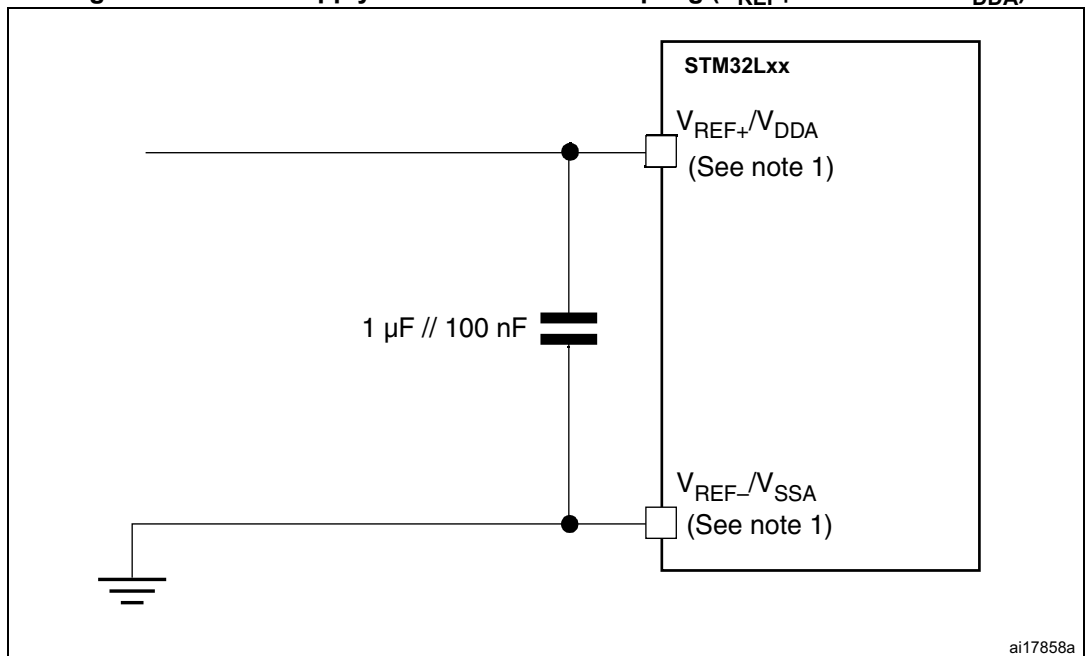 STM32Lxx
VREF+/VDDA
(See note 1)
1 µF // 100 nF
VREF–/VSSA
(See note 1)
ai17858a